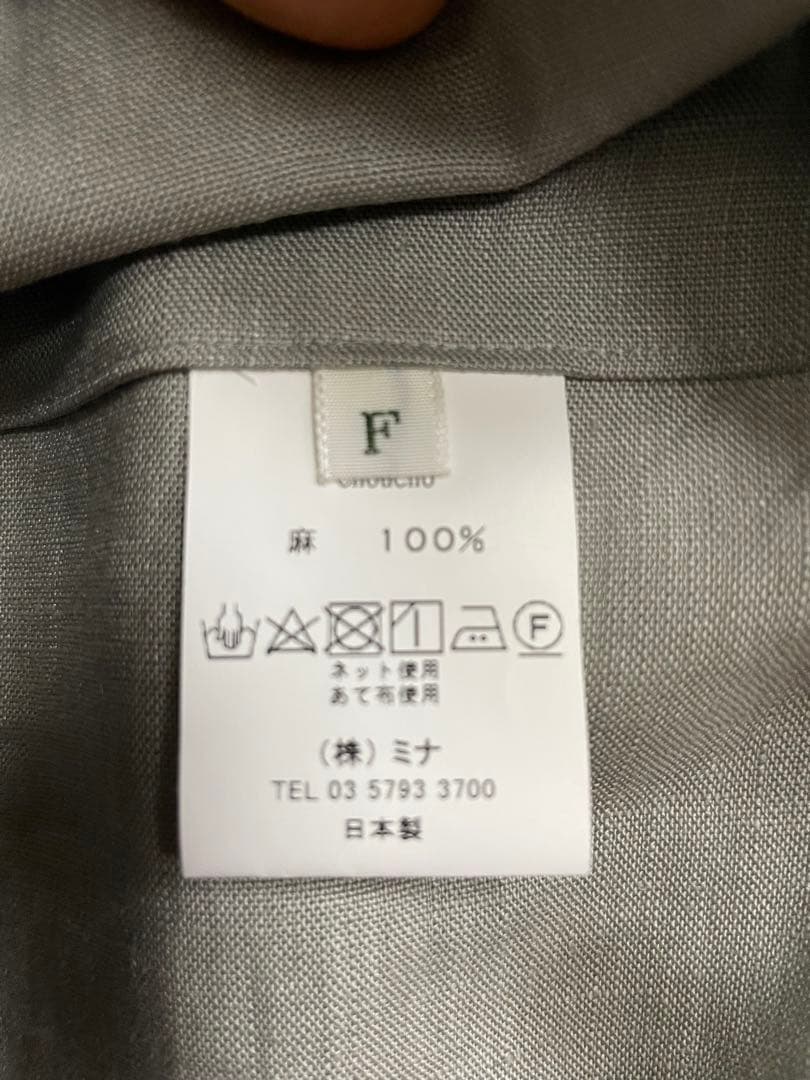 F
麻 100%
F
ネット使用
あて布使用
(株) ミナ
TEL 03 5793 3700
日本製